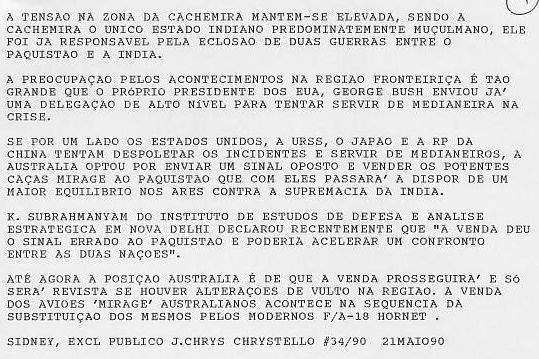 A TENSAO NA ZONA DA CACHEMIRA MANTEM-SE ELEVADA, SENDO A
CACHEMIRA O UNICO ESTADO INDIANO PREDOMINATEMENTE MUÇULMANO, ELE
FOI JA RESPONSAVEL PELA ECLOSAO DE DUAS GUERRAS ENTRE O
PAQUISTAO E A INDIA.
A PREOCUPAÇAO PELOS ACONTECIMENTOS NA REGIAO FRONTEIRIÇA É TAO
GRANDE QUE O PRóPRIO PRESIDENTE DOS EUA, GEORGE BUSH ENVIOU JA'
UMA DELEGAÇAO DE ALTO NíVEL PARA TENTAR SERVIR DE MEDIANEIRA NA
CRISE.
SE POR UM LADO OS ESTADOS UNIDOS, A URSS, O JAPAO E A RP DA
CHINA TENTAM DESPOLETAR OS INCIDENTES E SERVIR DE MEDIANEIROS, A
AUSTRALIA OPTOU POR ENVIAR UM SINAL OPOSTO E VENDER OS POTENTES
CAÇAS MIRAGE AO PAQUISTAO QUE COM ELES PASSARA' A DISPOR DE UM
MAIOR EQUILIBRIO NOS ARES CONTRA A SUPREMACIA DA INDIA.
K. SUBRAHMANYAM DO INSTITUTO DE ESTUDOS DE DEFESA E ANALISE
ESTRATEGICA EM NOVA DELHI DECLAROU RECENTEMENTE QUE "A VENDA DEU
O SINAL ERRADO AO PAQUISTAO E PODERIA ACELERAR UM CONFRONTO
ENTRE AS DUAS NAÇOES".
ATÉ AGORA A POSIÇAO AUSTRALIA É DE QUE A VENDA PROSSEGUIRA' E Só
SERA' REVISTA SE HOUVER ALTERAÇOES DE VULTO NA REGIAO. A VENDA
DOS AVIOES 'MIRAGE' AUSTRALIANOS ACONTECE NA SEQUENCIA DA
SUBSTITUIÇAO DOS MESMOS PELOS MODERNOS F/A-18 HORNET .
SIDNEY, EXCL PUBLICO J.CHRYS CHRYSTELLO #34/90 21MAIO90